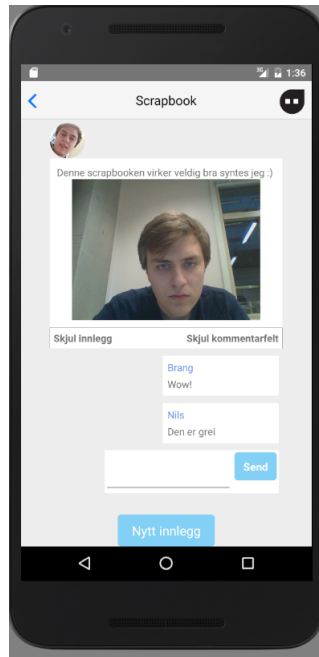 3G 1:36
Scrapbook
Denne scrapbooken virker veldig bra syntes jeg :)
Skjul innlegg Skjul kommentarfelt
Brang
Wow!
Nils
Den er grei
Send
Nytt innlegg